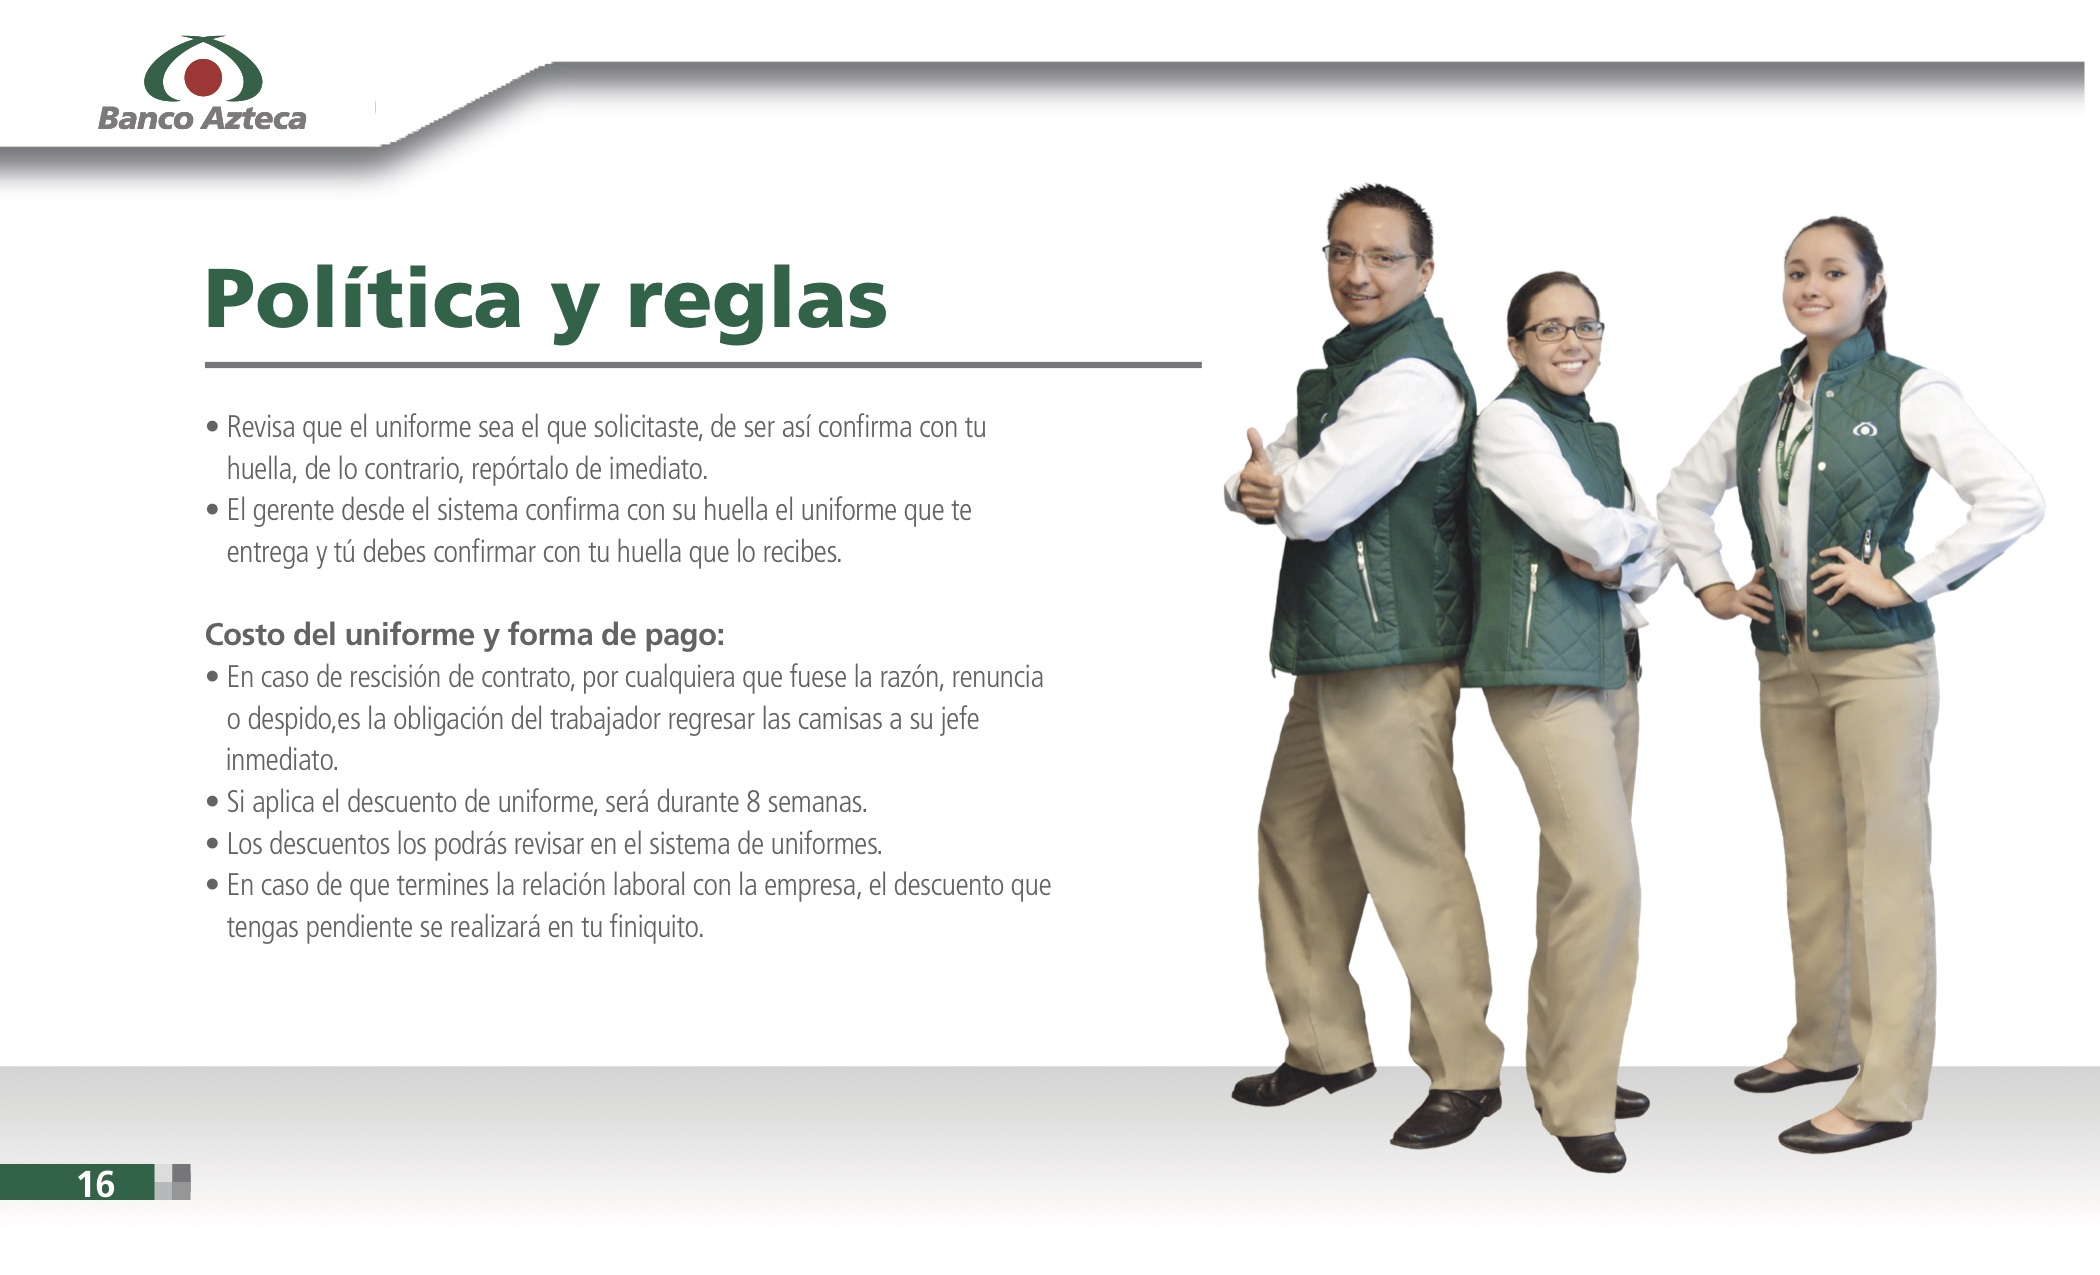 Banco Azteca
Política y reglas
• Revisa que el uniforme sea el que solicitaste, de ser así confirma con tu
huella, de lo contrario, repórtalo de imediato.
• El gerente desde el sistema confirma con su huella el uniforme que te
entrega y tú debes confirmar con tu huella que lo recibes.
Costo del uniforme y forma de pago:
• En caso de rescisión de contrato, por cualquiera que fuese la razón, renuncia
o despido,es la obligación del trabajador regresar las camisas a su jefe
inmediato.
• Si aplica el descuento de uniforme, será durante 8 semanas.
• Los descuentos los podrás revisar en el sistema de uniformes.
• En caso de que termines la relación laboral con la empresa, el descuento que
tengas pendiente se realizará en tu finiquito.
16